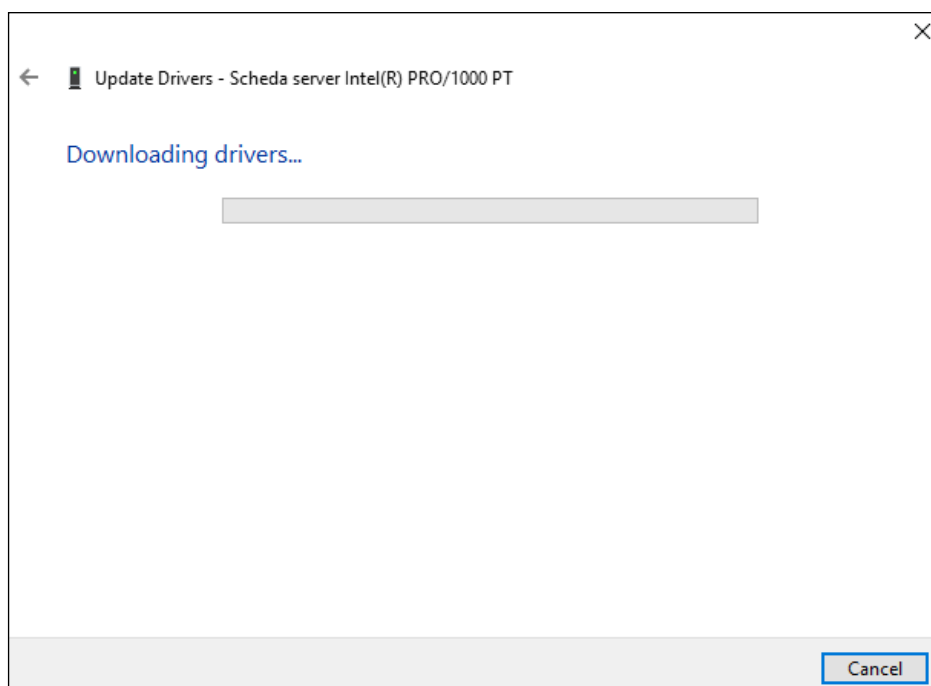 Update Drivers - Scheda server Intel(R) PRO/1000 PT
Downloading drivers...
Cancel